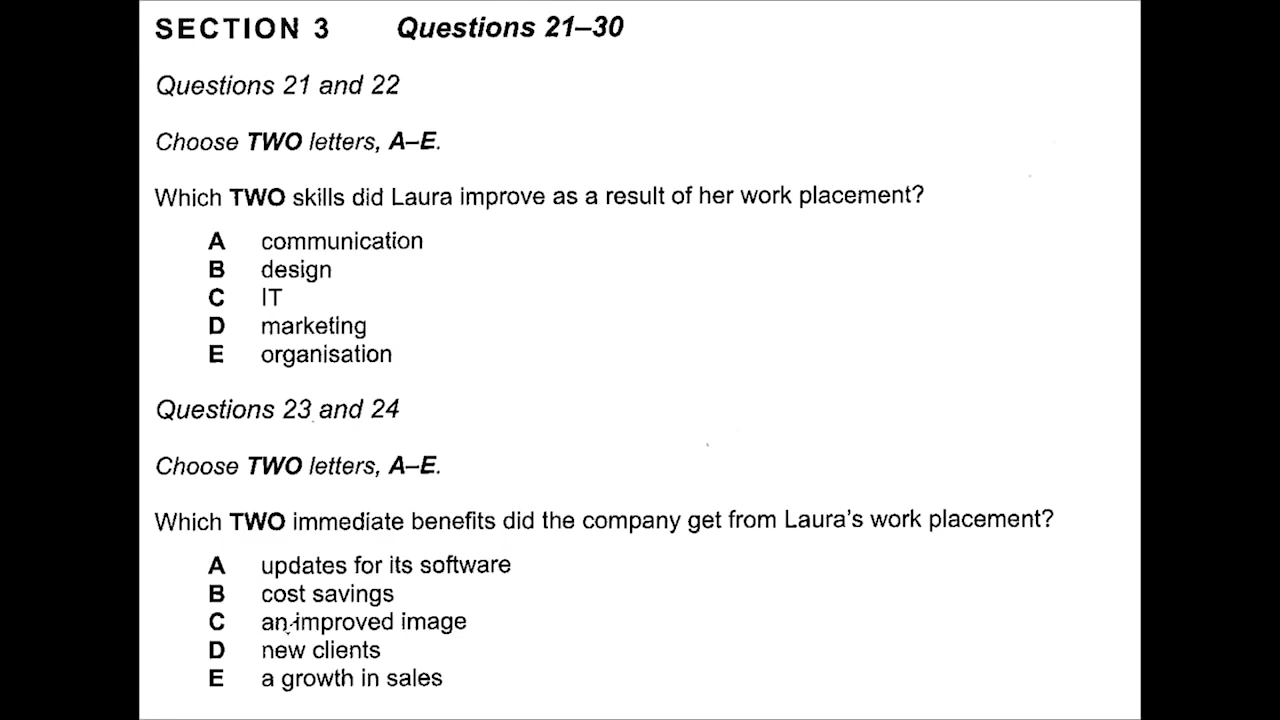 SECTION 3 Questions 21–30
Questions 21 and 22
Choose TWO letters, A–E.
Which TWO skills did Laura improve as a result of her work placement?
A communication
B design
C IT
D marketing
E organisation
Questions 23 and 24
Choose TWO letters, A–E.
Which TWO immediate benefits did the company get from Laura's work placement?
A updates for its software
B cost savings
C an improved image
D new clients
E a growth in sales